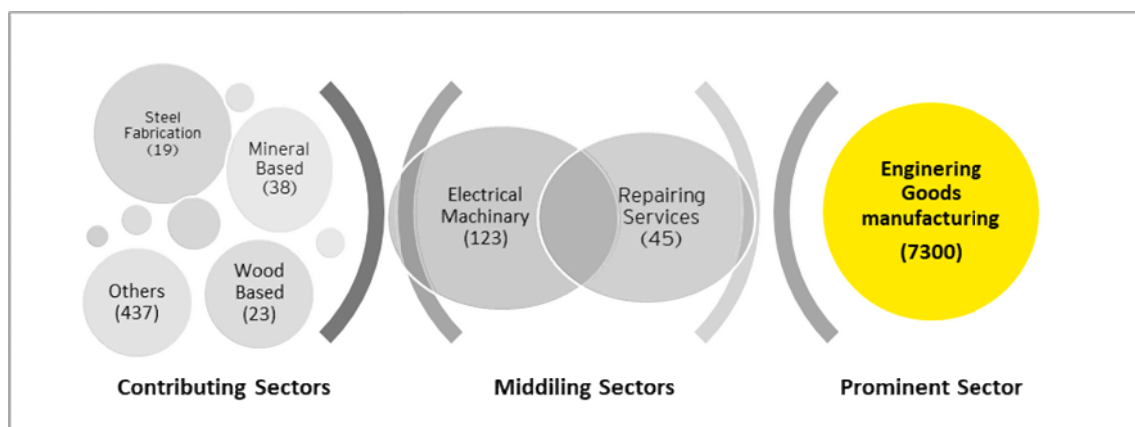 Steel
Fabrication
(19)
Mineral
Based
(38)
Others
(437)
Wood
Based
(23)
Electrical
Machinary
(123)
Repairing
Services
(45)
Enginering
Goods
manufacturing
(7300)
Contributing Sectors
Middiling Sectors
Prominent Sector